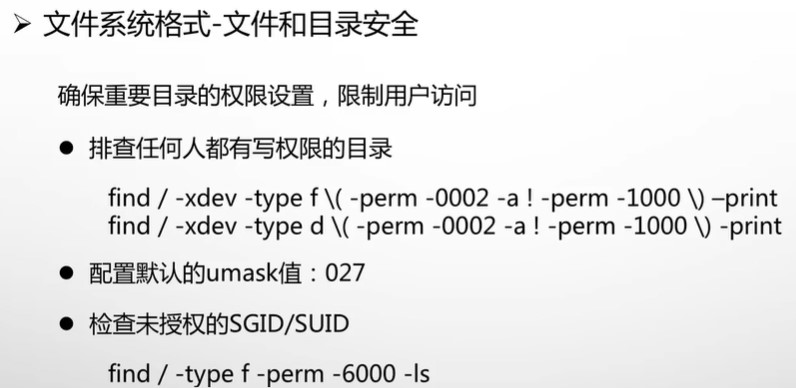 ➢ 文件系统格式-文件和目录安全
确保重要目录的权限设置，限制用户访问
● 排查任何人都有写权限的目录
find / -xdev -type f \( -perm -0002 -a ! -perm -1000 \) –print
find / -xdev -type d \( -perm -0002 -a ! -perm -1000 \) -print
● 配置默认的umask值：027
● 检查未授权的SGID/SUID
find / -type f -perm -6000 -ls